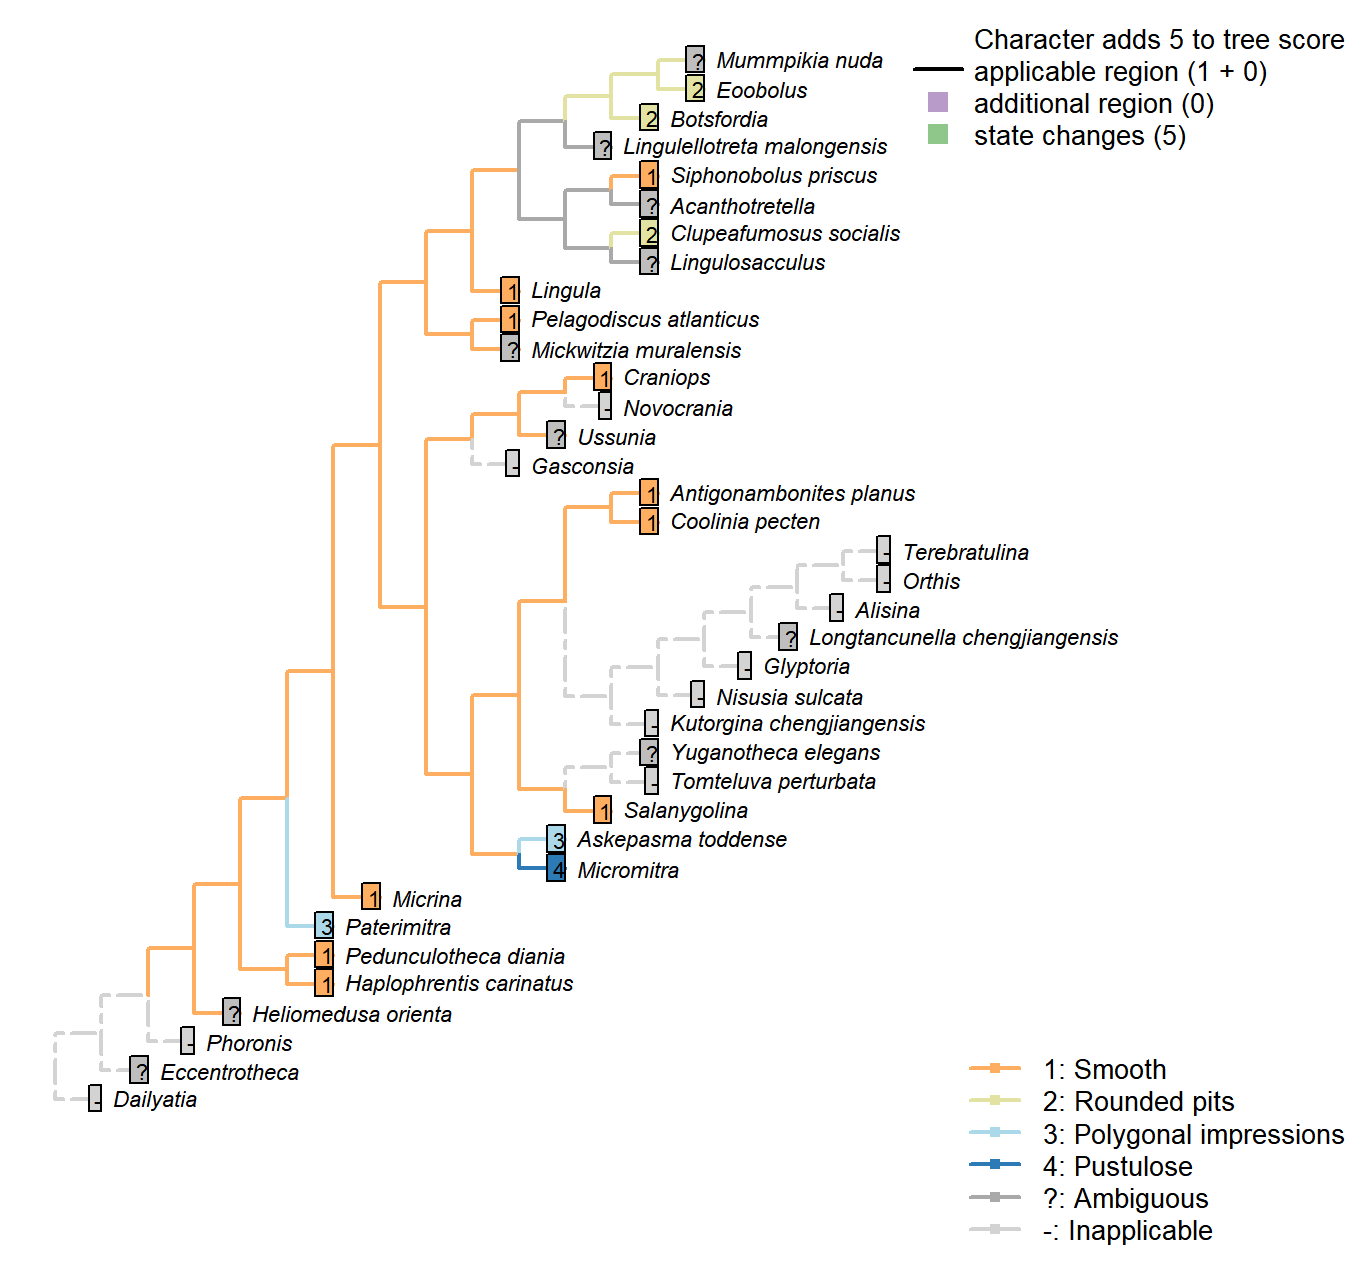 Character adds 5 to tree score
applicable region (1 + 0)
additional region (0)
state changes (5)
? Mummpikia nuda
2 Eoobolus
2 Botsfordia
? Lingulellotreta malongensis
1 Siphonobolus priscus
? Acanthotretella
2 Clupeafumosus socialis
? Lingulosacculus
1 Lingula
1 Pelagodiscus atlanticus
? Mickwitzia muralensis
1 Craniops
- Novocrania
? Ussunia
- Gasconsia
1 Antigonambonites planus
1 Coolinia pecten
- Terebratulina
- Orthis
- Alisina
? Longtancunella chengjiangensis
- Glyptoria
- Nisusia sulcata
- Kutorgina chengjiangensis
? Yuganotheca elegans
- Tomteluva perturbata
1 Salanygolina
3 Askepasma toddense
4 Micromitra
1 Micrina
3 Paterimitra
1 Pedunculotheca diania
1 Haplophrentis carinatus
? Heliomedusa orienta
- Phoronis
? Eccentrotheca
- Dailyatia
1: Smooth
2: Rounded pits
3: Polygonal impressions
4: Pustulose
?: Ambiguous
-: Inapplicable